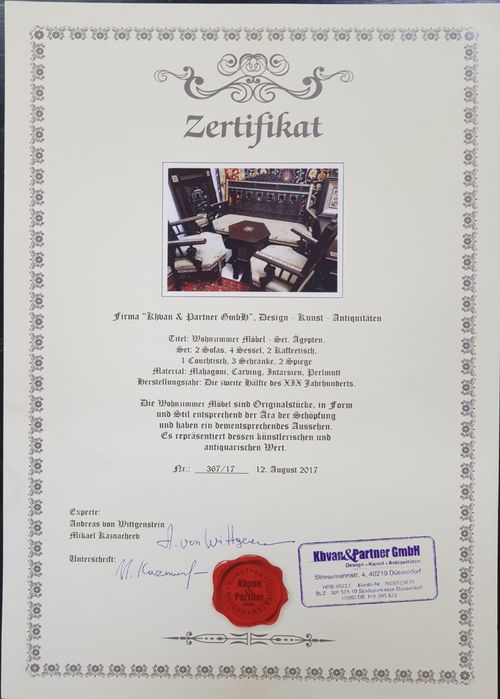 Zertifikat
Firma "Khvan & Partner GmbH", Design - Kunst - Antiquitäten
Titel: Wohnzimmer Möbel - Set. Ägypten.
Set: 2 Sofas, 4 Sessel, 2 Kaffeetisch,
1 Couchtisch, 3 Schränke, 2 Spiege
Material: Mahagoni, Carving, Intarsien, Perlmutt
Herstellungsjahr: Die zweite Hälfte des XIX Jahrhunderts.
Die Wohnzimmer Möbel sind Originalstücke, in Form
und Stil entsprechend der Ära der Schöpfung
und haben ein dementsprechendes Aussehen.
Es repräsentiert dessen künstlerischen und
antiquarischen Wert.
Nr.: 367/17 12. August 2017
Experte:
Andreas von Wittgenstein
Mikael Kaznacheev
Unterschrift:
Khvan
& Partner
Khvan&Partner GmbH
Design - Kunst - Antiquitäten
Stresemannstr. 4, 40210 Düsseldorf